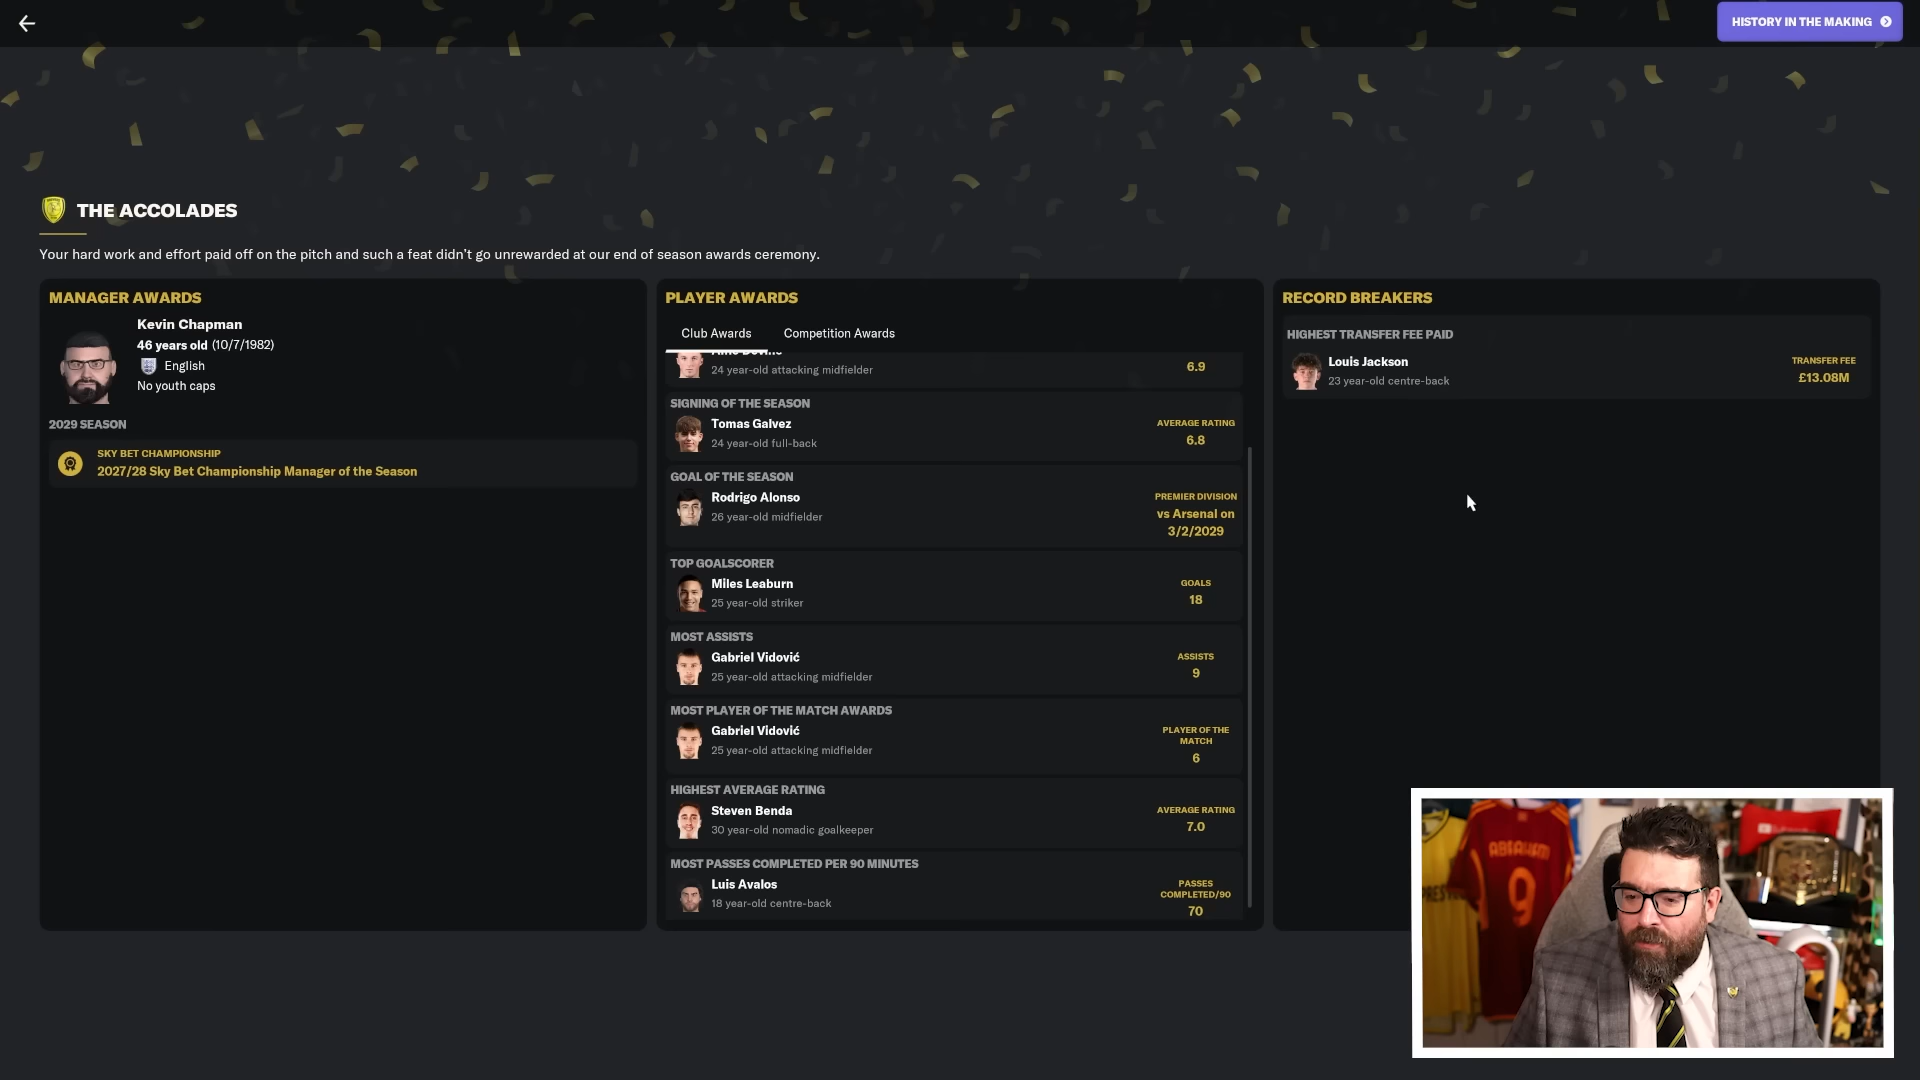 HISTORY IN THE MAKING
THE ACCOLADES
Your hard work and effort paid off on the pitch and such a feat didn't go unrewarded at our end of season awards ceremony.
MANAGER AWARDS
Kevin Chapman
46 years old (10/7/1982)
English
No youth caps
2029 SEASON
SKY BET CHAMPIONSHIP
2027/28 Sky Bet Championship Manager of the Season
PLAYER AWARDS
Club Awards Competition Awards
24 year-old attacking midfielder
6.9
SIGNING OF THE SEASON
Tomas Galvez
24 year-old full-back
AVERAGE RATING
6.8
GOAL OF THE SEASON
Rodrigo Alonso
26 year-old midfielder
PREMIER DIVISION
vs Arsenal on
3/2/2029
TOP GOALSCORER
Miles Leaburn
25 year-old striker
GOALS
18
MOST ASSISTS
Gabriel Vidović
25 year-old attacking midfielder
ASSISTS
9
MOST PLAYER OF THE MATCH AWARDS
Gabriel Vidović
25 year-old attacking midfielder
PLAYER OF THE
MATCH
6
HIGHEST AVERAGE RATING
Steven Benda
30 year-old nomadic goalkeeper
AVERAGE RATING
7.0
MOST PASSES COMPLETED PER 90 MINUTES
Luis Avalos
18 year-old centre-back
PASSES
COMPLETED/90
70
RECORD BREAKERS
HIGHEST TRANSFER FEE PAID
Louis Jackson
23 year-old centre-back
TRANSFER FEE
£13.08M
ABRAHAM
9